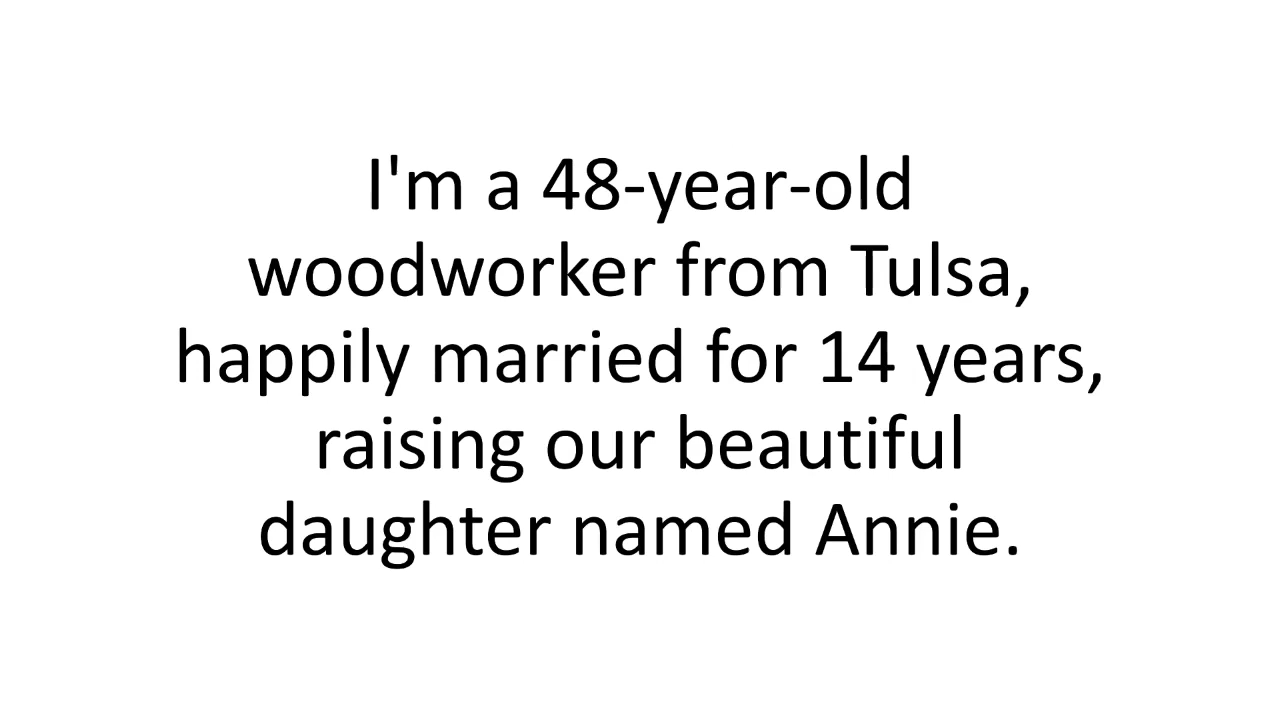 I'm a 48-year-old
woodworker from Tulsa,
happily married for 14 years,
raising our beautiful
daughter named Annie.